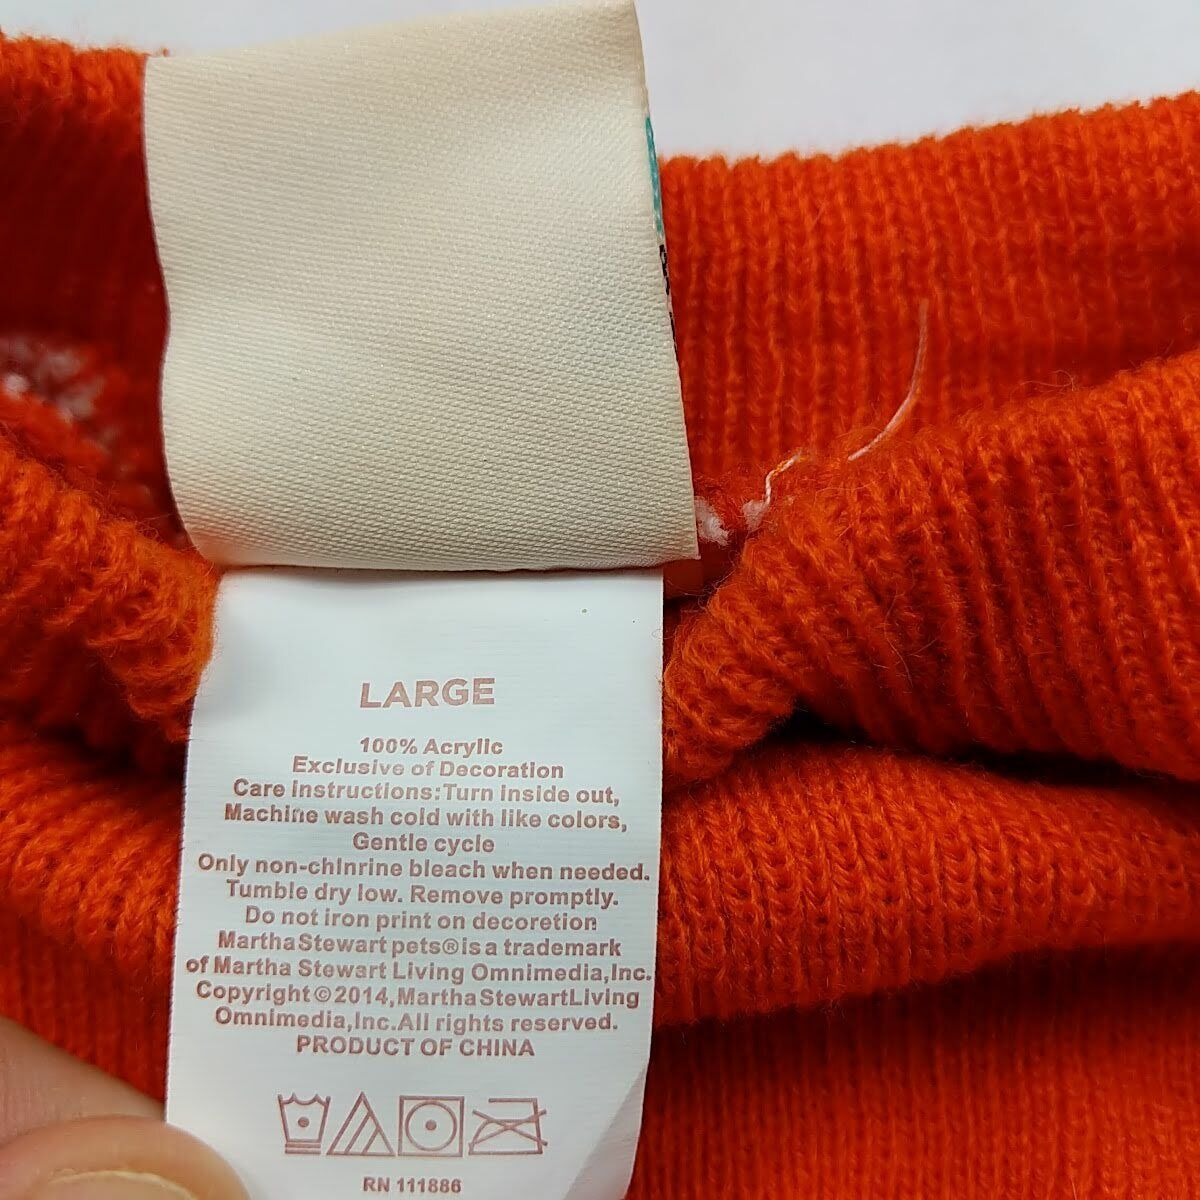 LARGE
100% Acrylic
Exclusive of Decoration
Care instructions:Turn inside out,
Machine wash cold with like colors,
Gentle cycle
Only non-chlnrine bleach when needed.
Tumble dry low. Remove promptly.
Do not iron print on decoretion
MarthaStewart pets®is a trademark
of Martha Stewart Living Omnimedia,Inc.
Copyright©2014,MarthaStewartLiving
Omnimedia,Inc.All rights reserved.
PRODUCT OF CHINA
RN 111886